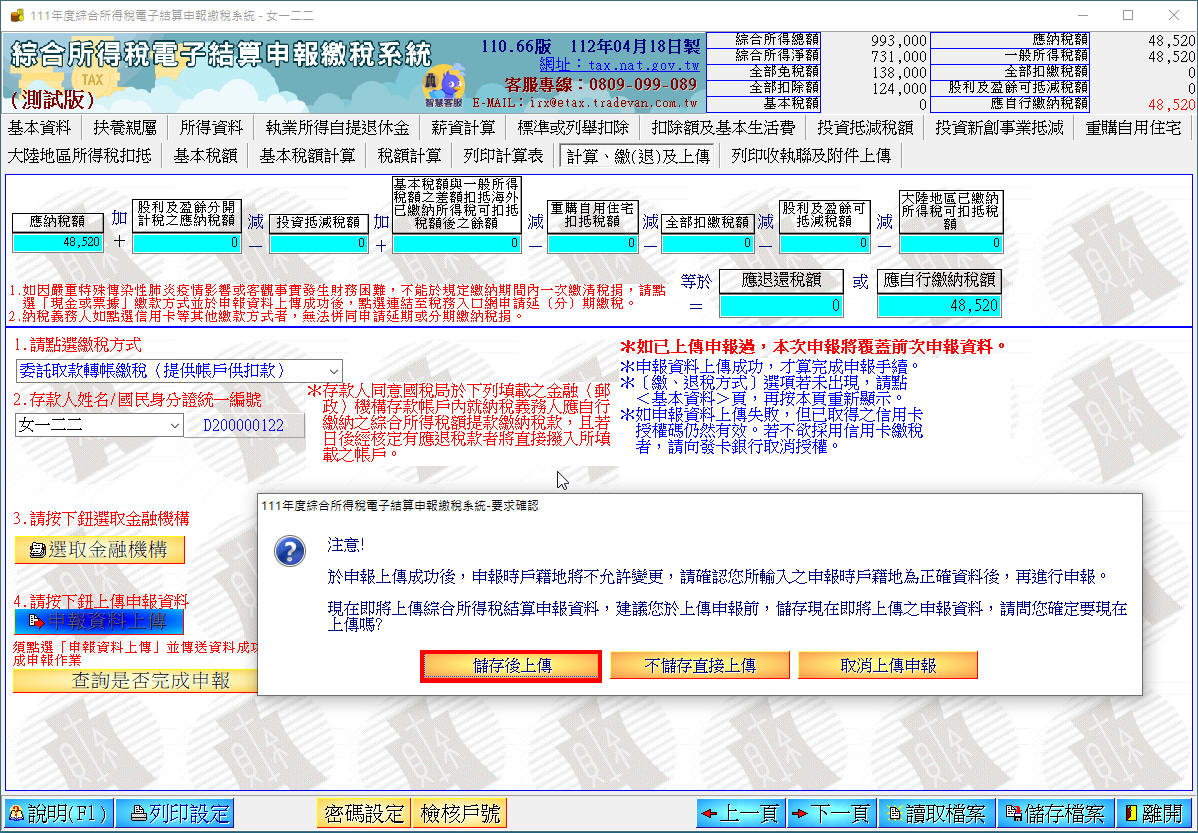 111年度綜合所得稅電子結算申報繳稅系統 - 女一二二
綜合所得稅電子結算申報繳稅系統
(測試版)
TAX
110.66版 112年04月18日製
網址：tax.nat.gov.tw
客服專線：0809-099-089
E-MAIL：irx@etax.tradevan.com.tw
智慧客服
綜合所得總額 993,000 應納稅額 48,520
綜合所得淨額 731,000 一般所得稅額 48,520
全部免稅額 138,000 全部扣繳稅額 0
全部扣除額 124,000 股利及盈餘可抵減稅額 0
基本稅額 0 應自行繳納稅額 48,520
基本資料 扶養親屬 所得資料 執業所得自提退休金 薪資計算 標準或列舉扣除 扣除額及基本生活費 投資抵減稅額 投資新創事業抵減 重購自用住宅
大陸地區所得稅扣抵 基本稅額 基本稅額計算 稅額計算 列印計算表 計算、繳(退)及上傳 列印收執聯及附件上傳
應納稅額
48,520
加
＋
股利及盈餘分開
計稅之應納稅額
0
減
－
投資抵減稅額
0
加
＋
基本稅額與一般所得
稅額之差額扣抵海外
已繳納所得稅可扣抵
稅額後之餘額
0
減
－
重購自用住宅
扣抵稅額
0
減
－
全部扣繳稅額
0
減
－
股利及盈餘可
抵減稅額
0
減
－
大陸地區已繳納
所得稅可扣抵稅
額
0
1.如因嚴重特殊傳染性肺炎疫情影響或客觀事實發生財務困難，不能於規定繳納期間內一次繳清稅捐，請點
選「現金或票據」繳款方式並於申報資料上傳成功後，點選連結至稅務入口網申請延（分）期繳稅。
2.納稅義務人如點選信用卡等其他繳款方式者，無法併同申請延期或分期繳納稅捐。
等於
＝
應退還稅額
0
或
應自行繳納稅額
48,520
1.請點選繳稅方式
委託取款轉帳繳稅（提供帳戶供扣款）
2.存款人姓名/國民身分證統一編號
女一二二 D200000122
※存款人同意國稅局於下列填載之金融（郵
政）機構存款帳戶內就納稅義務人應自行
繳納之綜合所得稅額提款繳納稅款，且若
日後經核定有應退稅款者將直接撥入所填
載之帳戶。
※如已上傳申報過，本次申報將覆蓋前次申報資料。
※申報資料上傳成功，才算完成申報手續。
※〔繳、退稅方式〕選項若未出現，請點
＜基本資料＞頁，再按本頁重新顯示。
※如申報資料上傳失敗，但已取得之信用卡
授權碼仍然有效。若不欲採用信用卡繳稅
者，請向發卡銀行取消授權。
3.請按下鈕選取金融機構
選取金融機構
4.請按下鈕上傳申報資料
申報資料上傳
須點選「申報資料上傳」並傳送資料成功
成申報作業
查詢是否完成申報
111年度綜合所得稅電子結算申報繳稅系統-要求確認
?
注意!
於申報上傳成功後，申報時戶籍地將不允許變更，請確認您所輸入之申報時戶籍地為正確資料後，再進行申報。
現在即將上傳綜合所得稅結算申報資料，建議您於上傳申報前，儲存現在即將上傳之申報資料，請問您確定要現在
上傳嗎?
儲存後上傳 不儲存直接上傳 取消上傳申報
說明(F1) 列印設定 密碼設定 檢核戶號 上一頁 下一頁 讀取檔案 儲存檔案 離開